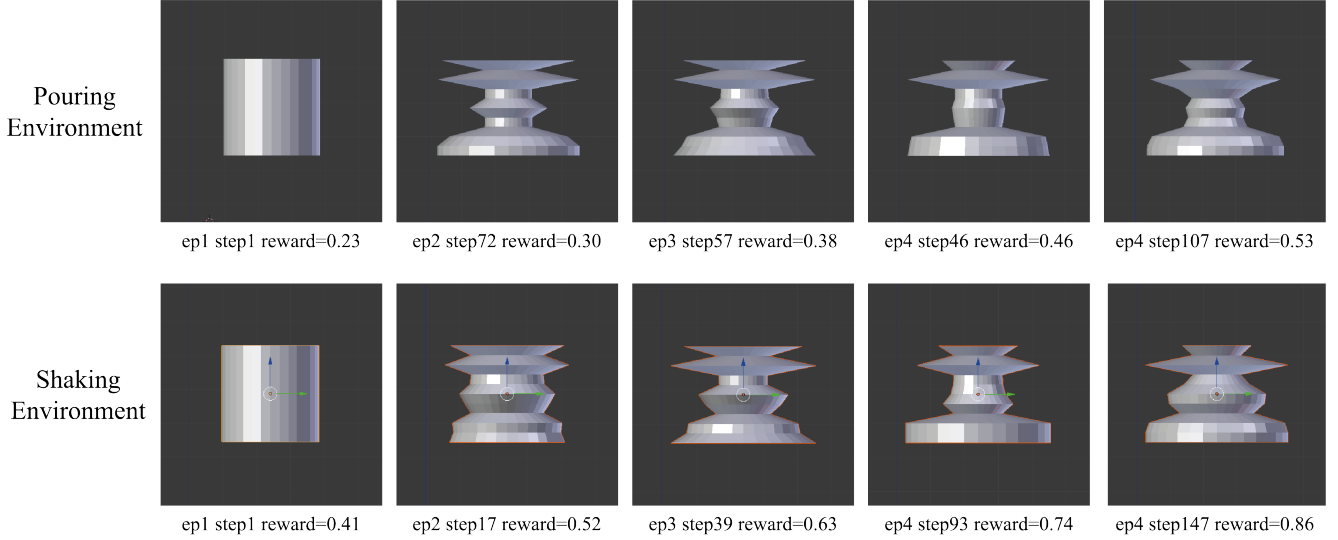 Pouring
Environment
ep1 step1 reward=0.23
ep2 step72 reward=0.30
ep3 step57 reward=0.38
ep4 step46 reward=0.46
ep4 step107 reward=0.53
Shaking
Environment
ep1 step1 reward=0.41
ep2 step17 reward=0.52
ep3 step39 reward=0.63
ep4 step93 reward=0.74
ep4 step147 reward=0.86